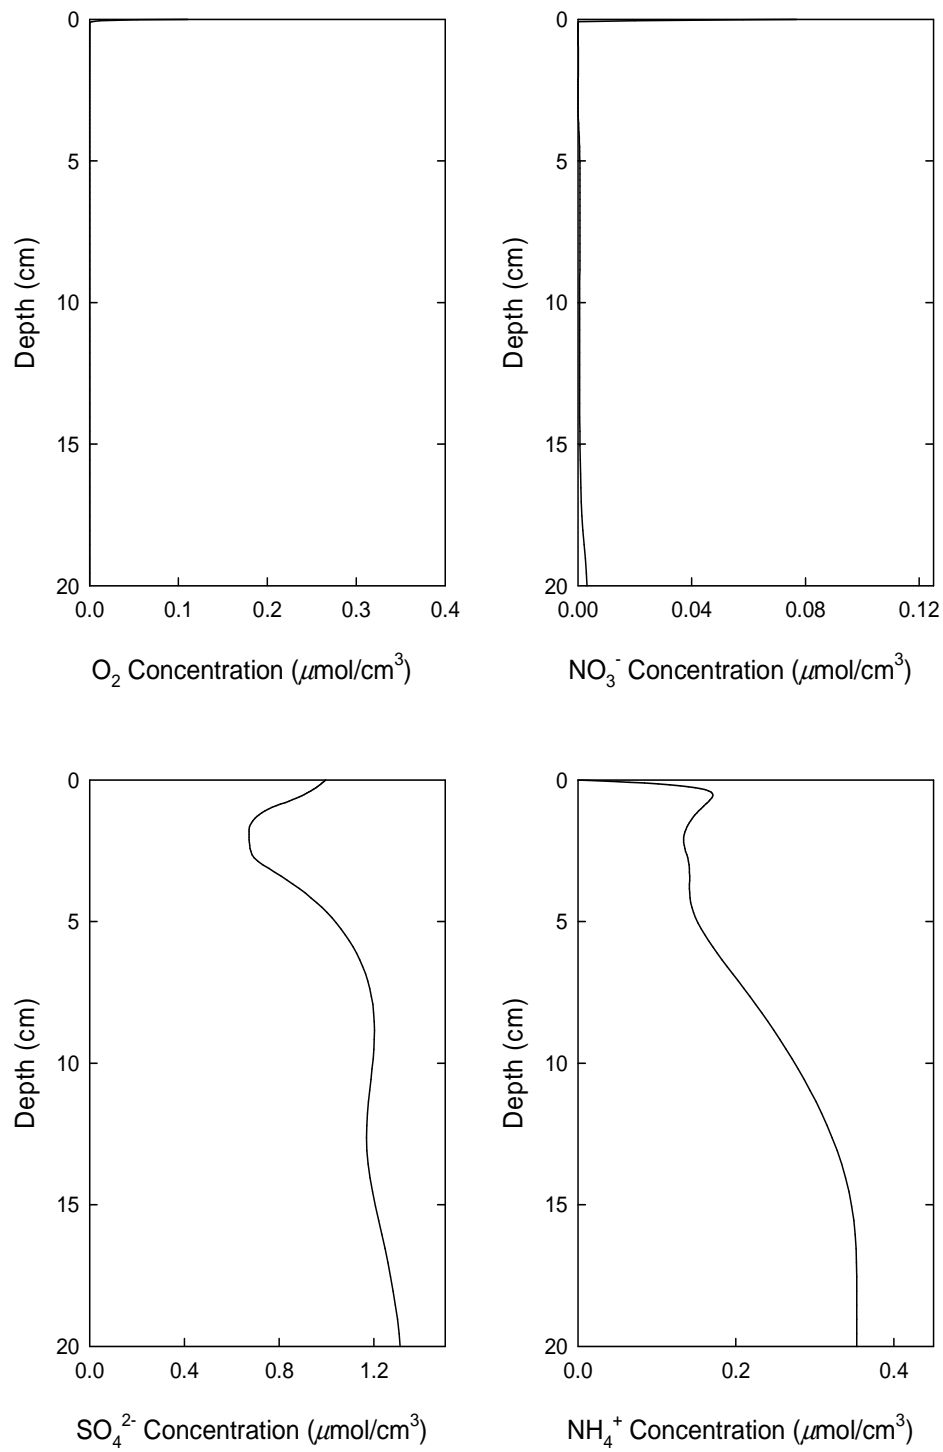 0
5
10
15
20
Depth (cm)
0.0 0.1 0.2 0.3 0.4
O₂ Concentration (μmol/cm³)
0
5
10
15
20
Depth (cm)
0.00 0.04 0.08 0.12
NO₃⁻ Concentration (μmol/cm³)
0
5
10
15
20
Depth (cm)
0.0 0.4 0.8 1.2
SO₄²⁻ Concentration (μmol/cm³)
0
5
10
15
20
Depth (cm)
0.0 0.2 0.4
NH₄⁺ Concentration (μmol/cm³)